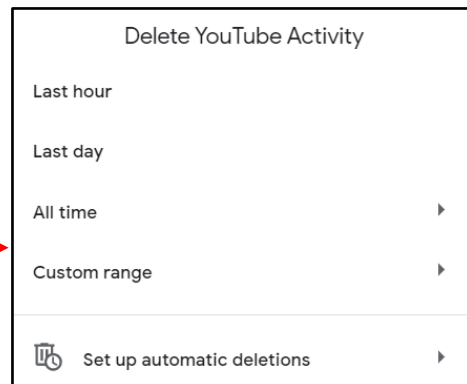 Delete YouTube Activity
Last hour
Last day
All time
Custom range
Set up automatic deletions